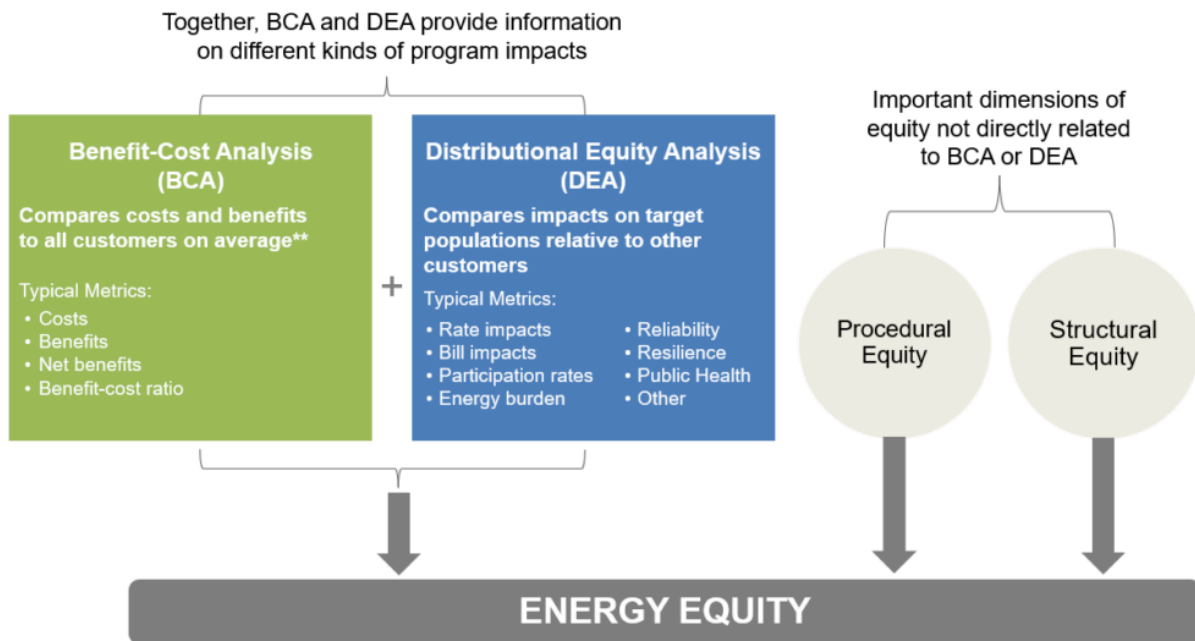 Together, BCA and DEA provide information
on different kinds of program impacts
Benefit-Cost Analysis
(BCA)
Compares costs and benefits
to all customers on average**
Typical Metrics:
• Costs
• Benefits
• Net benefits
• Benefit-cost ratio
+
Distributional Equity Analysis
(DEA)
Compares impacts on target
populations relative to other
customers
Typical Metrics:
• Rate impacts
• Bill impacts
• Participation rates
• Energy burden
• Reliability
• Resilience
• Public Health
• Other
Important dimensions of
equity not directly related
to BCA or DEA
Procedural
Equity
Structural
Equity
ENERGY EQUITY